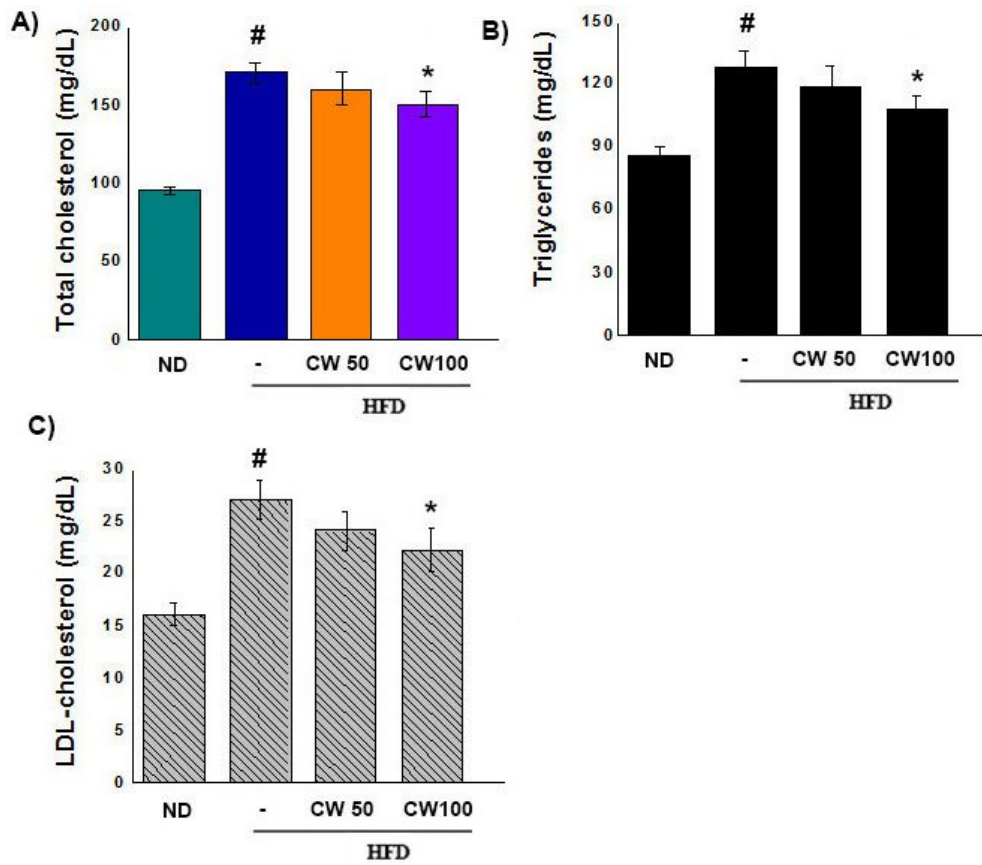 A)
Total cholesterol (mg/dL)
200
150
100
50
0
#
*
ND
-
CW 50
CW100
HFD
B)
Triglycerides (mg/dL)
150
120
90
60
30
0
#
*
ND
-
CW 50
CW100
HFD
C)
LDL-cholesterol (mg/dL)
30
25
20
15
10
5
0
#
*
ND
-
CW 50
CW100
HFD